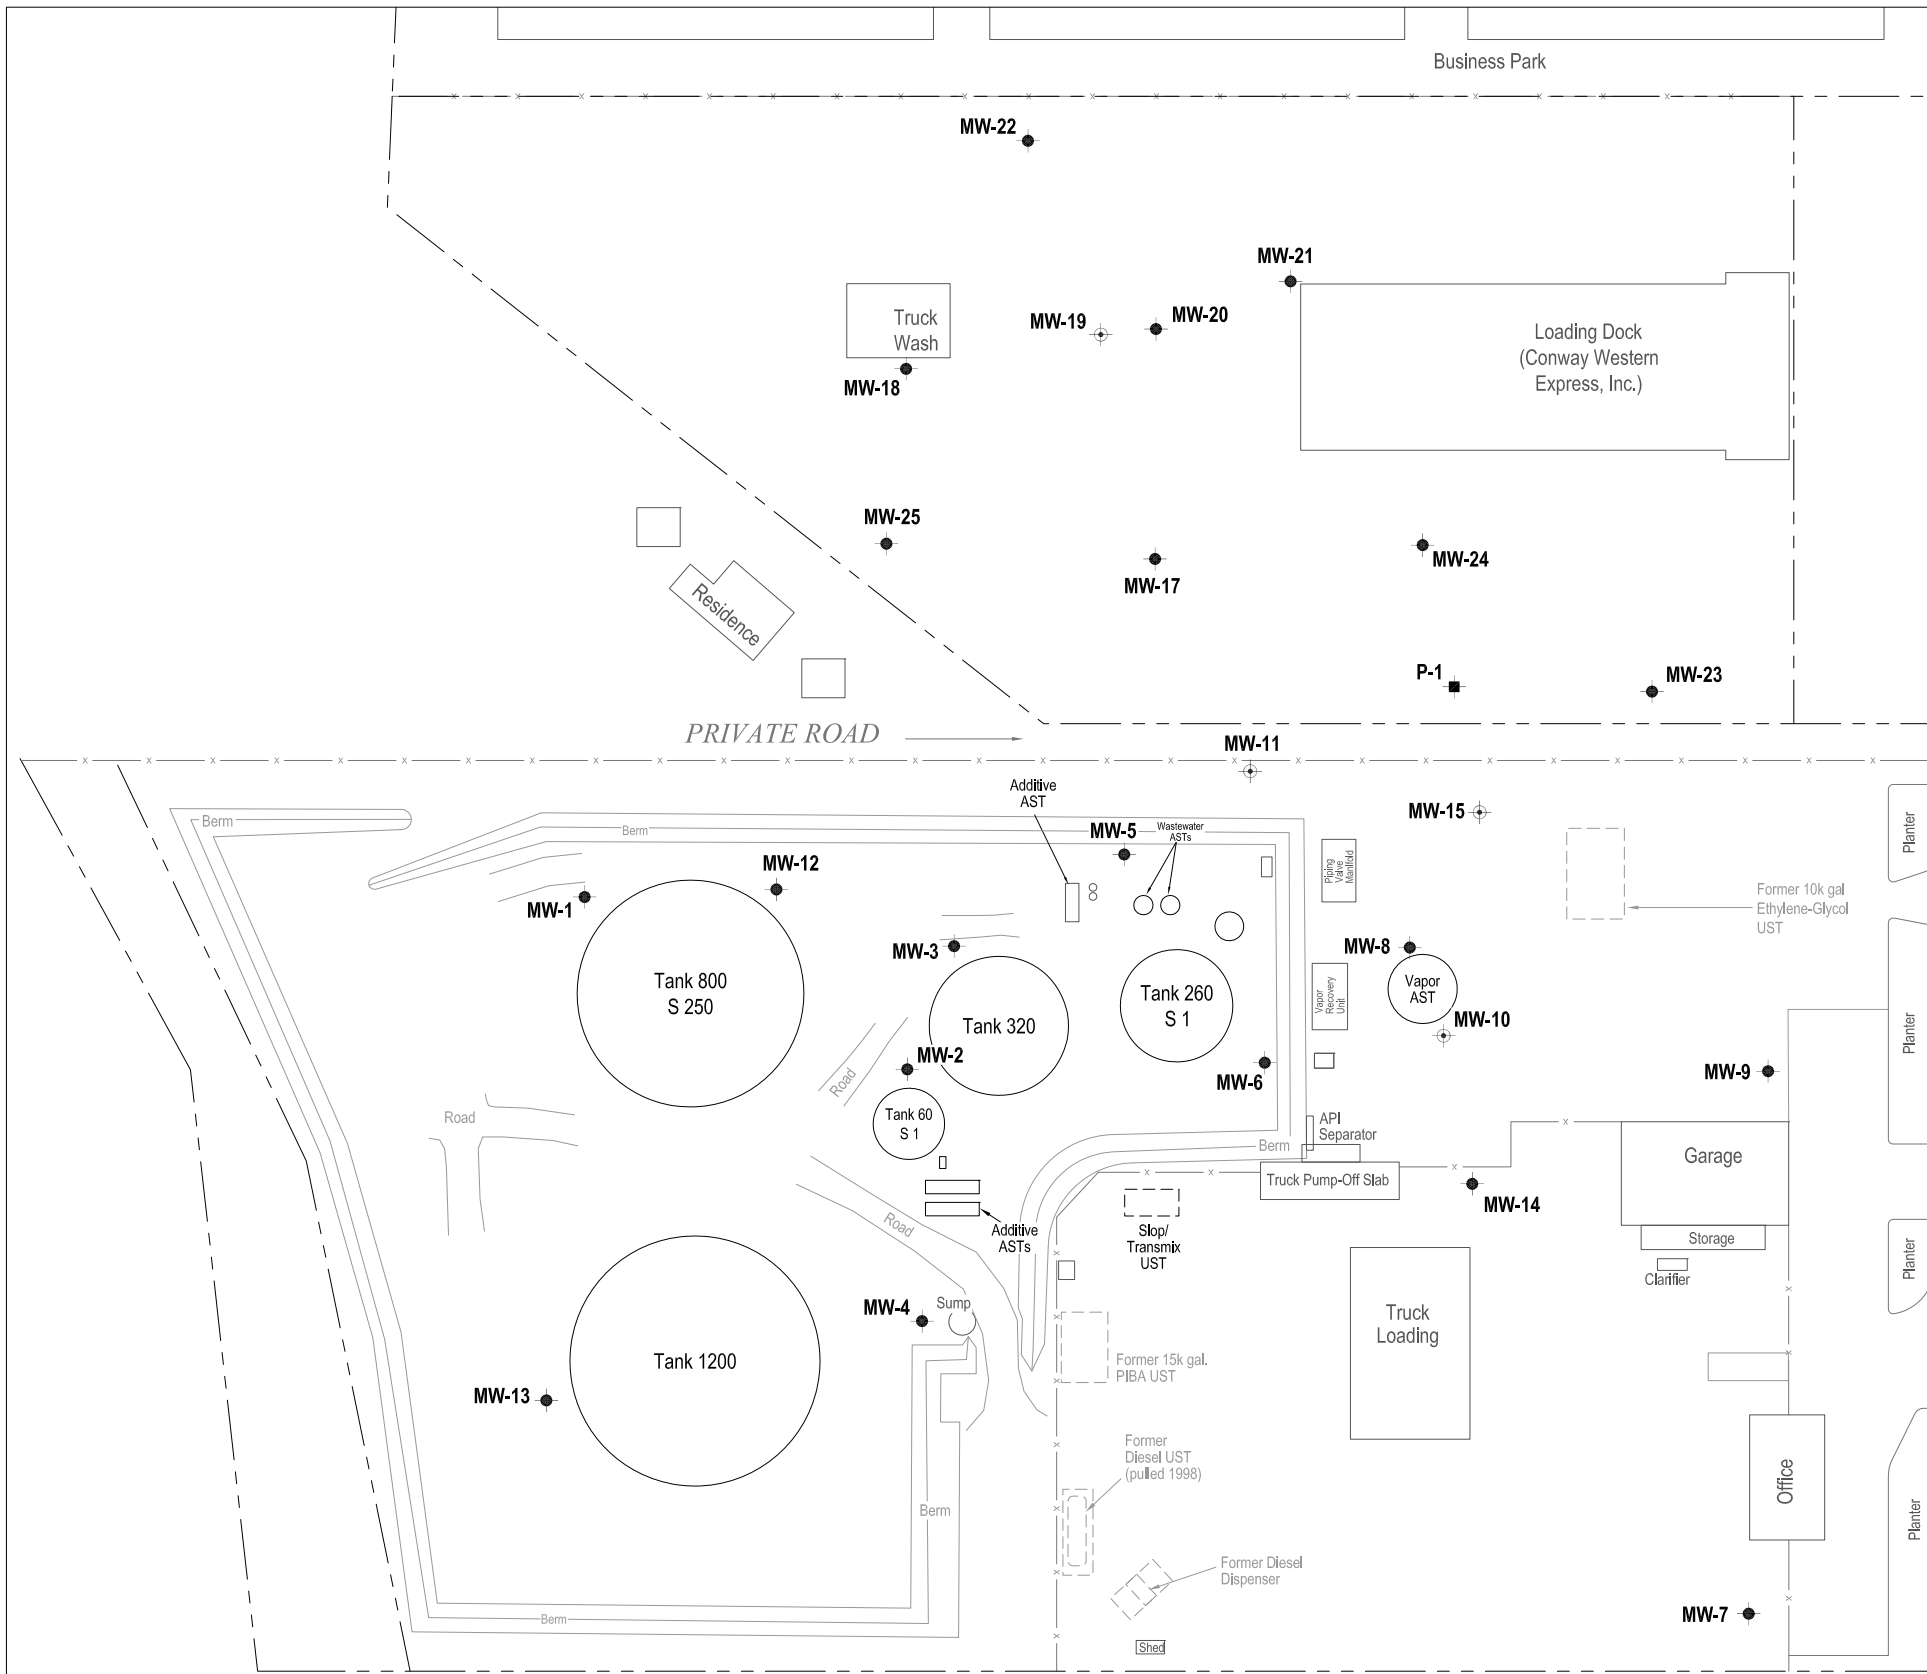 Business Park
MW-22
MW-21
MW-19
MW-20
Truck
Wash
Loading Dock
(Conway Western
Express, Inc.)
MW-18
MW-25
MW-24
MW-17
Residence
P-1
MW-23
PRIVATE ROAD
MW-11
Additive
AST
MW-15
Berm
Berm
MW-5
Wastewater
ASTs
Planter
MW-12
Piping
Valve
Manifold
MW-1
Former 10k gal
Ethylene-Glycol
UST
MW-3
MW-8
Tank 800
S 250
Tank 320
Tank 260
S 1
Vapor
Recovery
Unit
Vapor
AST
MW-10
Planter
MW-2
MW-6
MW-9
Road
Road
Tank 60
S 1
API
Separator
Berm
Garage
Truck Pump-Off Slab
MW-14
Road
Additive
ASTs
Slop/
Transmix
UST
Storage
Clarifier
Planter
MW-4
Sump
Truck
Loading
Tank 1200
Former 15k gal.
PIBA UST
MW-13
Former
Diesel UST
(pulled 1998)
Office
Berm
Planter
Former Diesel
Dispenser
Berm
MW-7
Shed